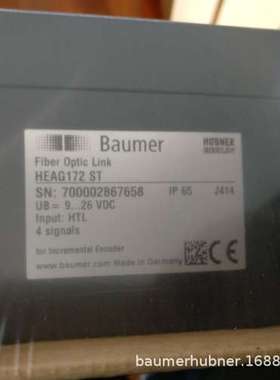 Baumer
HÜBNER
BERLIN
Fiber Optic Link
HEAG172 ST
SN: 700002867658 IP 65 J414
UB= 9...26 VDC
Input: HTL
4 signals
for Incremental Encoder
www.baumer.com Made in Germany
CE
baumerhubner.1688